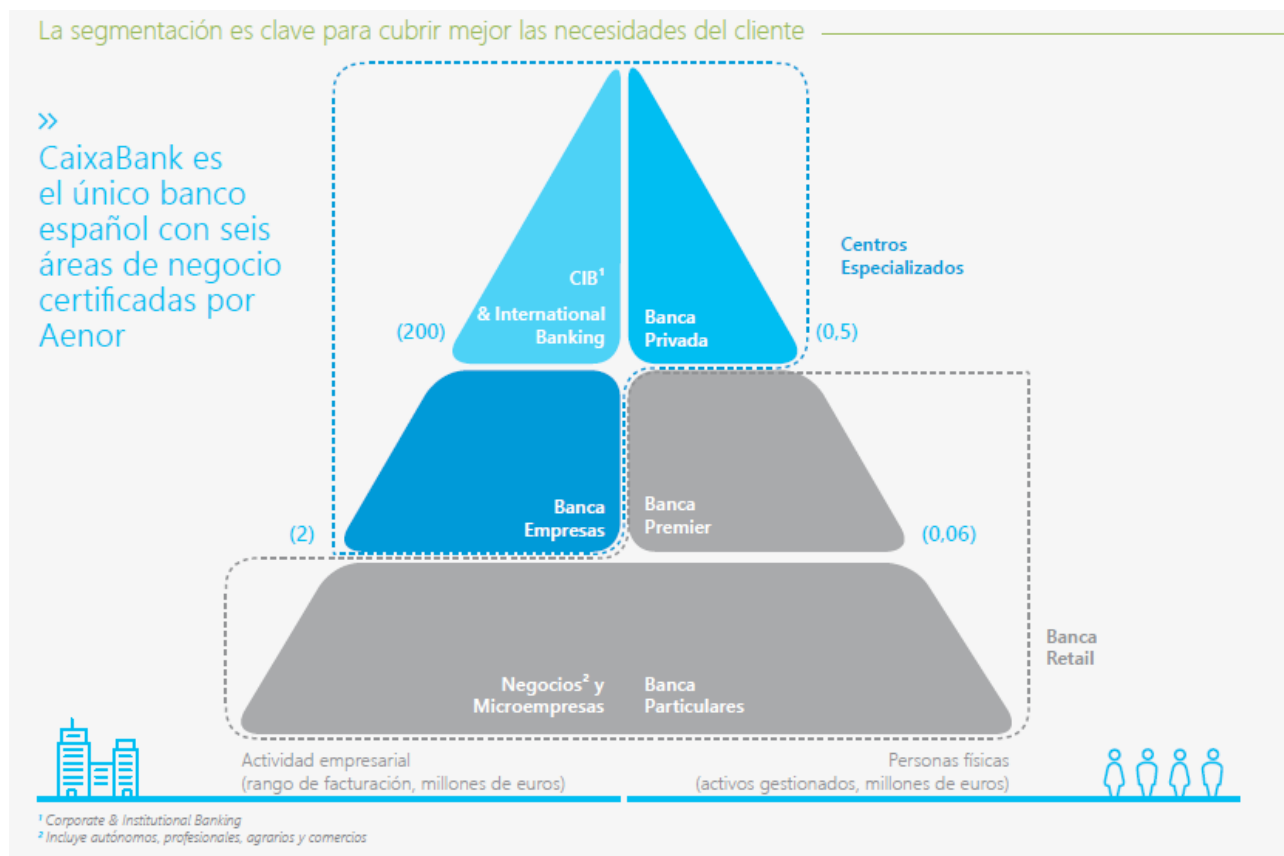 La segmentación es clave para cubrir mejor las necesidades del cliente
»
CaixaBank es
el único banco
español con seis
áreas de negocio
certificadas por
Aenor
CIB¹
& International
Banking
Banca
Privada
Centros
Especializados
(200)
(0,5)
Banca
Empresas
Banca
Premier
(2)
(0,06)
Negocios² y
Microempresas
Banca
Particulares
Banca
Retail
Actividad empresarial
(rango de facturación, millones de euros)
Personas físicas
(activos gestionados, millones de euros)
¹ Corporate & Institutional Banking
² Incluye autónomos, profesionales, agrarios y comercios